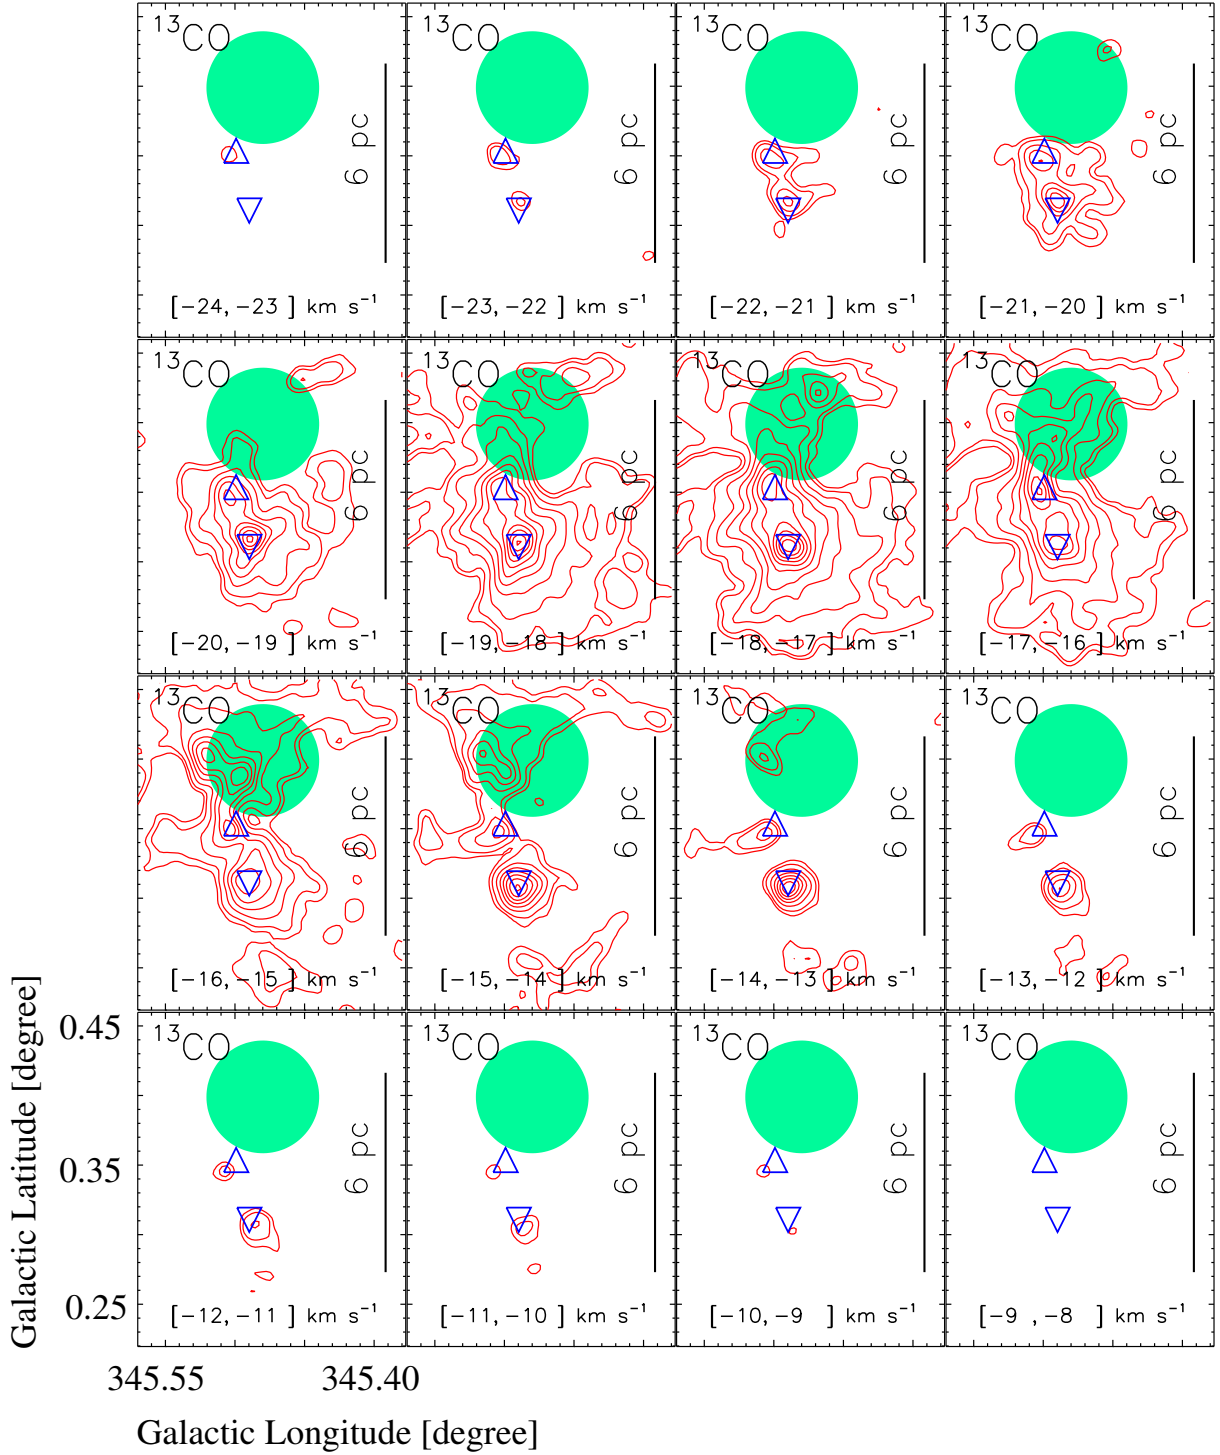 ¹³CO ¹³CO ¹³CO ¹³CO
6 pc 6 pc 6 pc 6 pc
[−24, −23 ] km s⁻¹ [−23, −22 ] km s⁻¹ [−22, −21 ] km s⁻¹ [−21, −20 ] km s⁻¹
¹³CO ¹³CO ¹³CO ¹³CO
6 pc 6 pc 6 pc 6 pc
[−20, −19 ] km s⁻¹ [−19, −18 ] km s⁻¹ [−18, −17 ] km s⁻¹ [−17, −16 ] km s⁻¹
¹³CO ¹³CO ¹³CO ¹³CO
6 pc 6 pc 6 pc 6 pc
[−16, −15 ] km s⁻¹ [−15, −14 ] km s⁻¹ [−14, −13 ] km s⁻¹ [−13, −12 ] km s⁻¹
¹³CO ¹³CO ¹³CO ¹³CO
6 pc 6 pc 6 pc 6 pc
[−12, −11 ] km s⁻¹ [−11, −10 ] km s⁻¹ [−10, −9 ] km s⁻¹ [−9 , −8 ] km s⁻¹
Galactic Latitude [degree]
0.45
0.35
0.25
345.55 345.40
Galactic Longitude [degree]